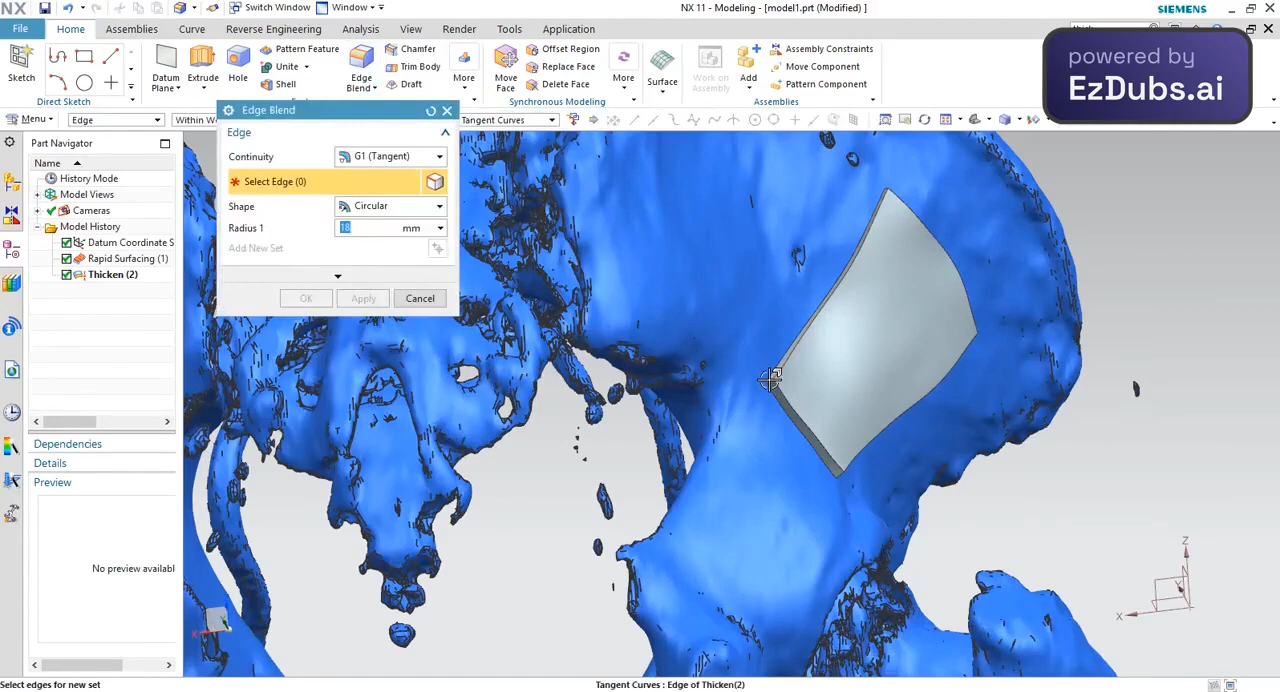 NX
Switch Window
Window
NX 11 - Modeling - [model1.prt (Modified) ]
SIEMENS
File
Home
Assemblies
Curve
Reverse Engineering
Analysis
View
Render
Tools
Application
powered by
EzDubs.ai
Sketch
Direct Sketch
Datum
Plane
Extrude
Hole
Pattern Feature
Unite
Shell
Edge
Blend
Chamfer
Trim Body
Draft
More
Move
Face
Offset Region
Replace Face
Delete Face
More
Synchronous Modeling
Surface
Work on
Assembly
Add
Assembly Constraints
Move Component
Pattern Component
Assemblies
Menu
Edge
Within W
Tangent Curves
Edge Blend
Edge
Continuity
G1 (Tangent)
Select Edge (0)
Shape
Circular
Radius 1
18
mm
Add New Set
OK
Apply
Cancel
Part Navigator
Name
History Mode
Model Views
Cameras
Model History
Datum Coordinate S
Rapid Surfacing (1)
Thicken (2)
Dependencies
Details
Preview
No preview availabl
Z
X
Select edges for new set
Tangent Curves : Edge of Thicken(2)